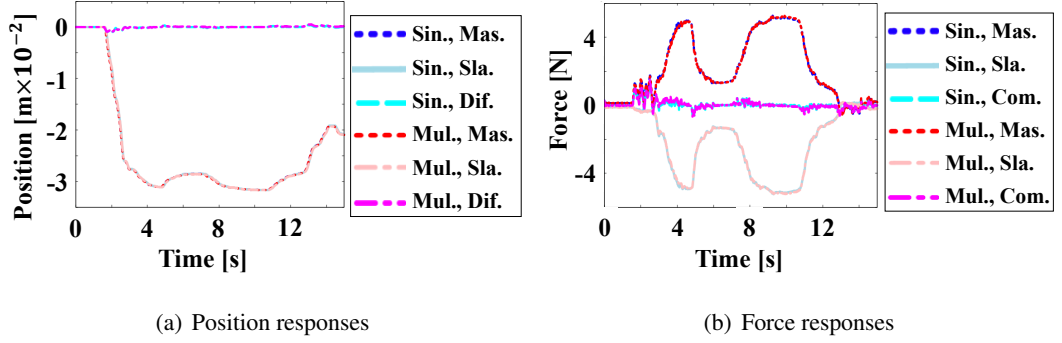 Position [m×10⁻²]
0
-1
-2
-3
0 4 8 12
Time [s]
Sin., Mas.
Sin., Sla.
Sin., Dif.
Mul., Mas.
Mul., Sla.
Mul., Dif.
(a) Position responses
Force [N]
4
0
-4
0 4 8 12
Time [s]
Sin., Mas.
Sin., Sla.
Sin., Com.
Mul., Mas.
Mul., Sla.
Mul., Com.
(b) Force responses